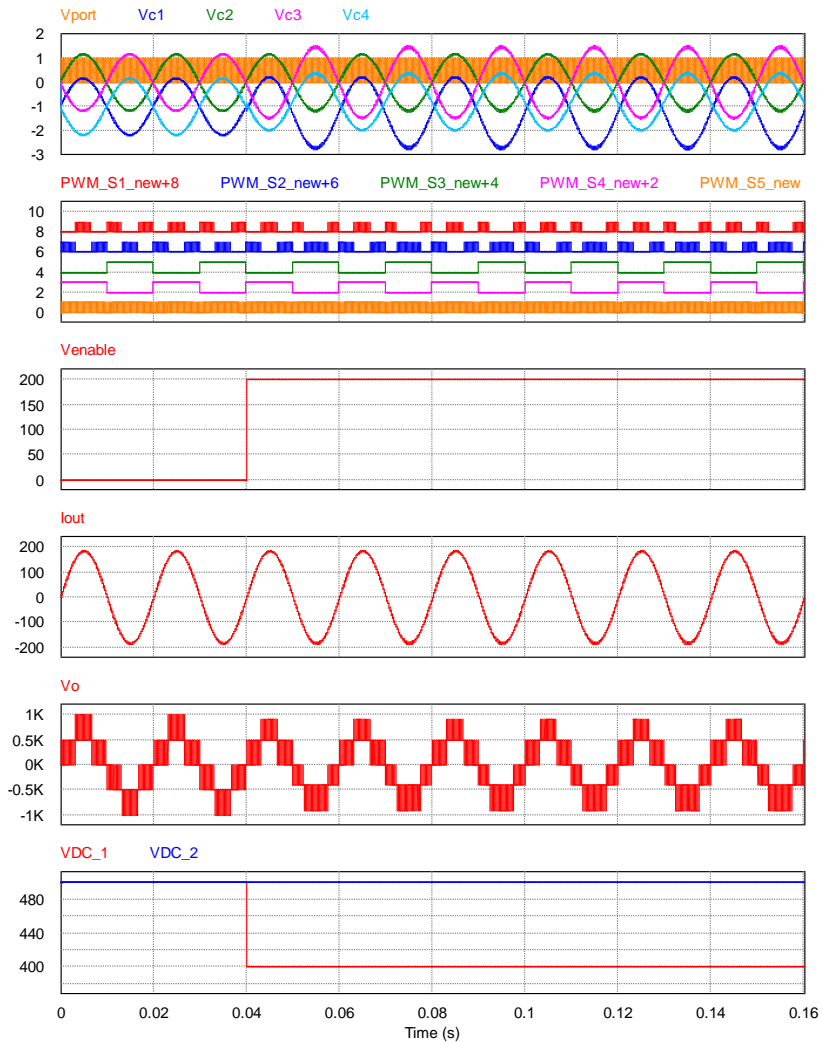 Vport Vc1 Vc2 Vc3 Vc4
2
1
0
-1
-2
-3
PWM_S1_new+8 PWM_S2_new+6 PWM_S3_new+4 PWM_S4_new+2 PWM_S5_new
10
8
6
4
2
0
Venable
200
150
100
50
0
Iout
200
100
0
-100
-200
Vo
1K
0.5K
0K
-0.5K
-1K
VDC_1 VDC_2
480
440
400
0 0.02 0.04 0.06 0.08 0.1 0.12 0.14 0.16
Time (s)